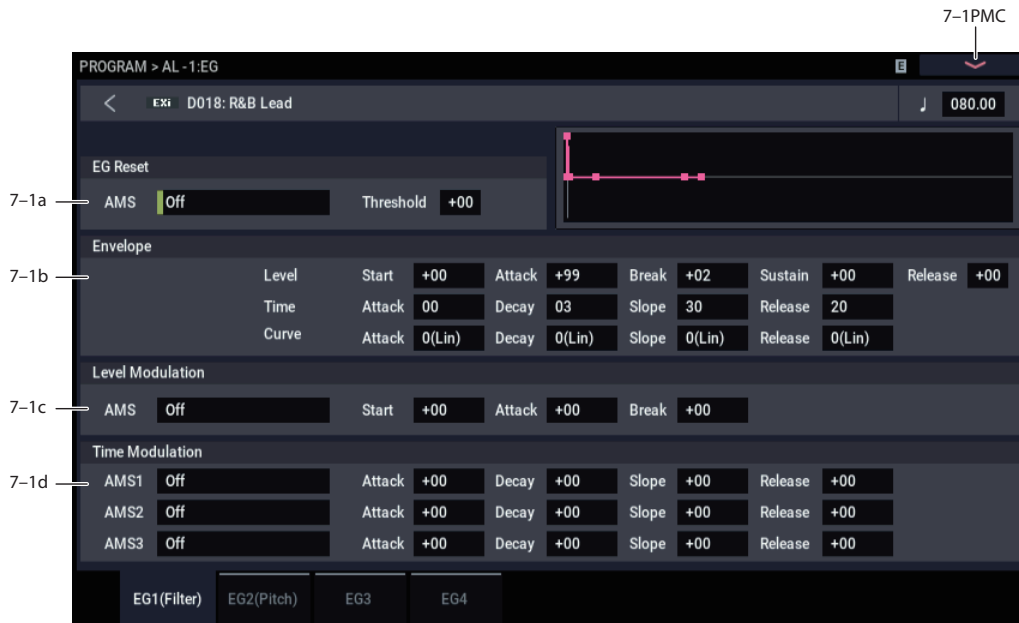 7–1PMC
PROGRAM > AL -1:EG E
EXi D018: R&B Lead ♩ 080.00
EG Reset
7–1a AMS Off Threshold +00
Envelope
7–1b Level Start +00 Attack +99 Break +02 Sustain +00 Release +00
Time Attack 00 Decay 03 Slope 30 Release 20
Curve Attack 0(Lin) Decay 0(Lin) Slope 0(Lin) Release 0(Lin)
Level Modulation
7–1c AMS Off Start +00 Attack +00 Break +00
Time Modulation
7–1d AMS1 Off Attack +00 Decay +00 Slope +00 Release +00
AMS2 Off Attack +00 Decay +00 Slope +00 Release +00
AMS3 Off Attack +00 Decay +00 Slope +00 Release +00
EG1(Filter) EG2(Pitch) EG3 EG4